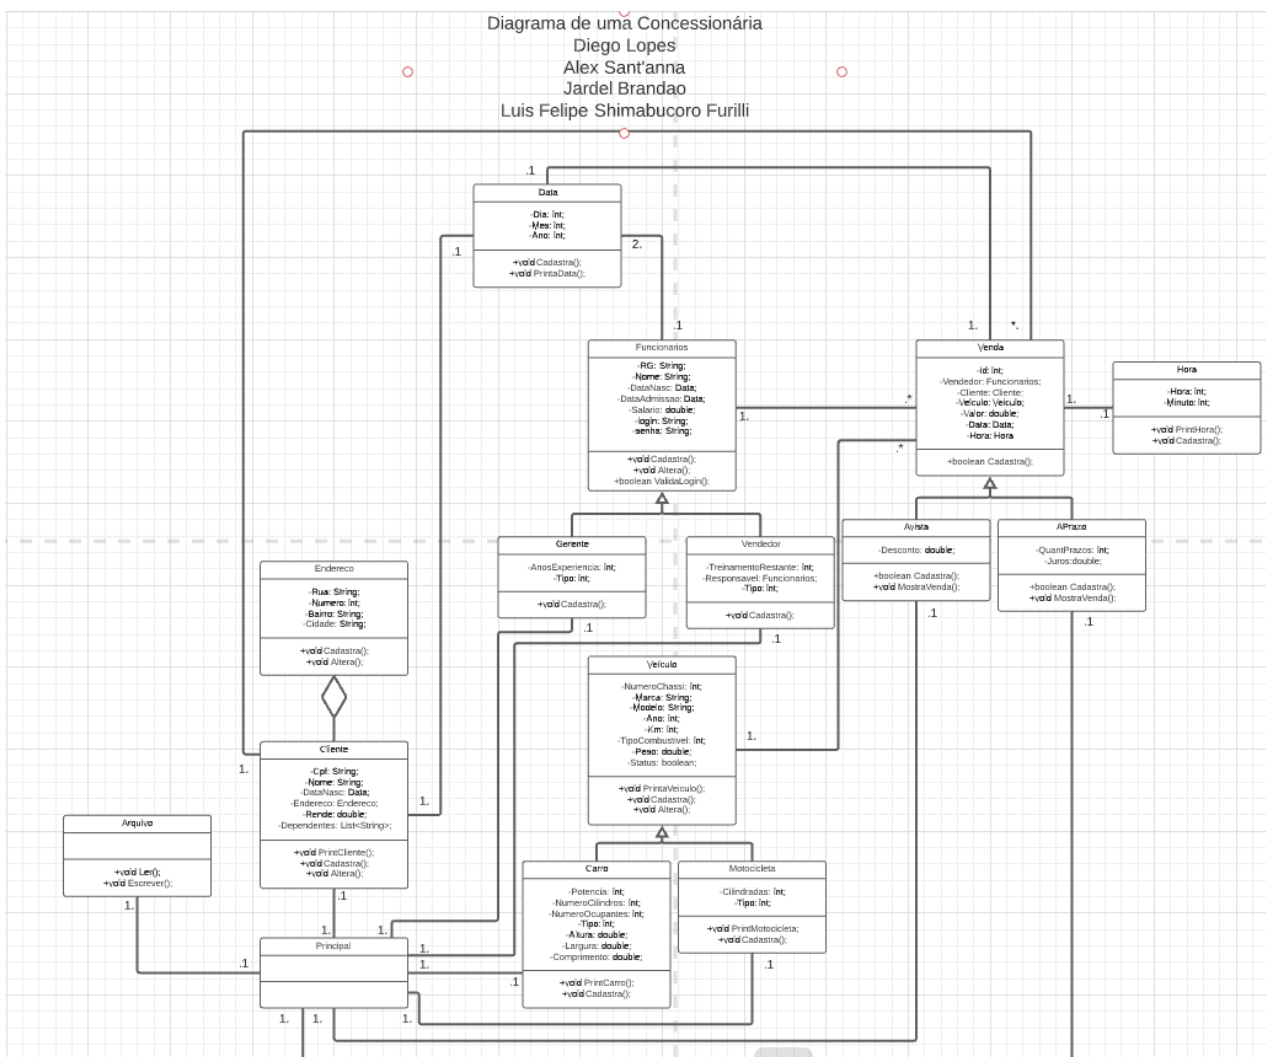 Diagrama de uma Concessionária
Diego Lopes
Alex Sant'anna
Jardel Brandao
Luis Felipe Shimabucoro Furilli
.1
Data
-Dia: int;
-Mes: int;
-Ano: int;
+void Cadastra();
+void PrintaData();
.1
2.
.1
1.
*.
Funcionarios
-RG: String;
-Nome: String;
-DataNasc: Data;
-DataAdmissao: Data;
-Salario: double;
-login: String;
-senha: String;
+void Cadastra();
+void Altera();
+boolean ValidaLogin();
1.
.*
Venda
-Id: int;
-Vendedor: Funcionarios;
-Cliente: Cliente;
-Veiculo: Veiculo;
-Valor: double;
-Data: Data;
-Hora: Hora
+boolean Cadastra();
.*
1.
.1
Hora
-Hora: int;
-Minuto: int;
+void PrintHora();
+void Cadastra();
Gerente
-AnosExperiencia: int;
-Tipo: int;
+void Cadastra();
.1
Vendedor
-TreinamentoRestante: int;
-Responsavel: Funcionarios;
-Tipo: int;
+void Cadastra();
.1
Avista
-Desconto: double;
+boolean Cadastra();
+void MostraVenda();
.1
APrazo
-QuantPrazos: int;
-Juros:double;
+boolean Cadastra();
+void MostraVenda();
.1
Endereco
-Rua: String;
-Numero: int;
-Bairro: String;
-Cidade: String;
+void Cadastra();
+void Altera();
Veiculo
-NumeroChassi: int;
-Marca: String;
-Modelo: String;
-Ano: int;
-Km: int;
-TipoCombustivel: int;
-Peso: double;
-Status: boolean;
+void PrintaVeiculo();
+void Cadastra();
+void Altera();
1.
1.
Cliente
-Cpf: String;
-Nome: String;
-DataNasc: Data;
-Endereco: Endereco;
-Rende: double;
-Dependentes: List<String>;
+void PrintCliente();
+void Cadastra();
+void Altera();
1.
.1
Arquivo
+void Ler();
+void Escrever();
1.
.1
Carro
-Potencia: int;
-NumeroCilindros: int;
-NumeroOcupantes: int;
-Tipo: int;
-Altura: double;
-Largura: double;
-Comprimento: double;
+void PrintCarro();
+void Cadastra();
.1
Motocicleta
-Cilindradas: int;
-Tipo: int;
+void PrintMotocicleta;
+void Cadastra();
.1
1.
1.
Principal
1.
1.
1.
1.
1.